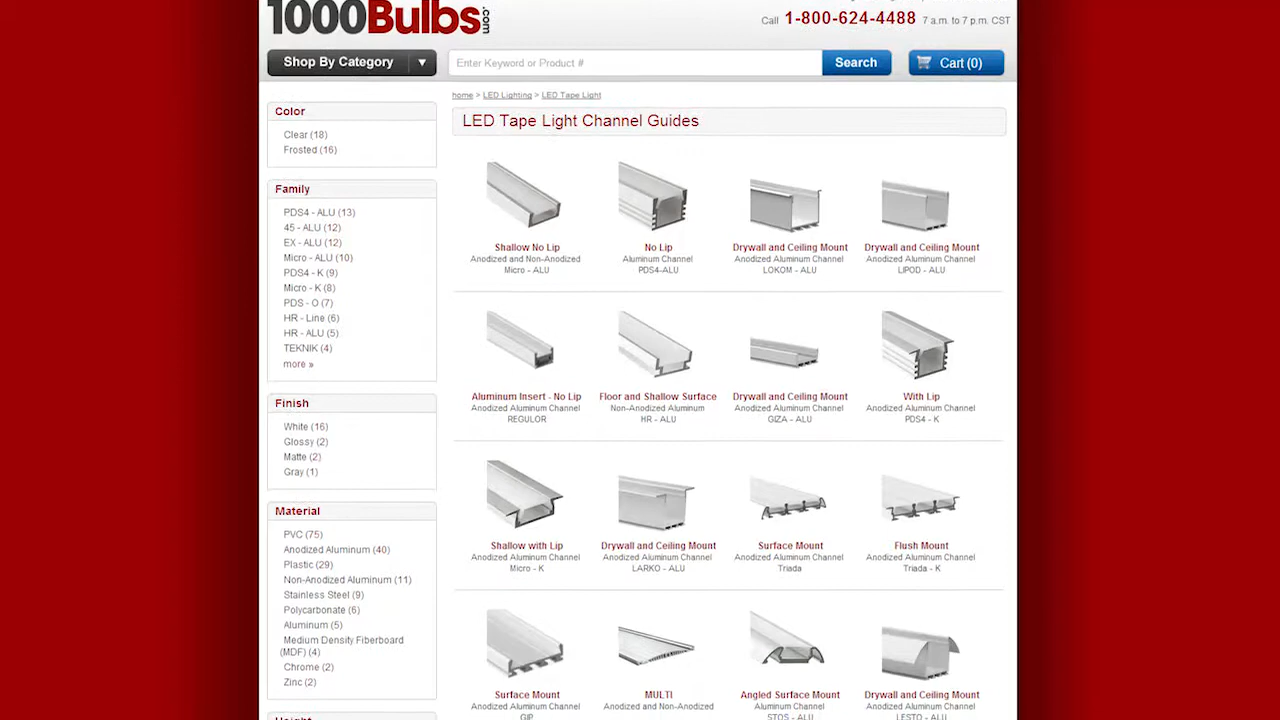 1000Bulbs.com
Call 1-800-624-4488 7 a.m. to 7 p.m. CST
Shop By Category ▼
Enter Keyword or Product #
Search
Cart (0)
home > LED Lighting > LED Tape Light
LED Tape Light Channel Guides
Color
Clear (18)
Frosted (16)
Family
PDS4 - ALU (13)
45 - ALU (12)
EX - ALU (12)
Micro - ALU (10)
PDS4 - K (9)
Micro - K (8)
PDS - O (7)
HR - Line (6)
HR - ALU (5)
TEKNIK (4)
more »
Finish
White (16)
Glossy (2)
Matte (2)
Gray (1)
Material
PVC (75)
Anodized Aluminum (40)
Plastic (29)
Non-Anodized Aluminum (11)
Stainless Steel (9)
Polycarbonate (6)
Aluminum (5)
Medium Density Fiberboard
(MDF) (4)
Chrome (2)
Zinc (2)
Height
Shallow No Lip
Anodized and Non-Anodized
Micro - ALU
No Lip
Aluminum Channel
PDS4-ALU
Drywall and Ceiling Mount
Anodized Aluminum Channel
LOKOM - ALU
Drywall and Ceiling Mount
Anodized Aluminum Channel
LIPOD - ALU
Aluminum Insert - No Lip
Anodized Aluminum Channel
REGULOR
Floor and Shallow Surface
Non-Anodized Aluminum
HR - ALU
Drywall and Ceiling Mount
Anodized Aluminum Channel
GIZA - ALU
With Lip
Anodized Aluminum Channel
PDS4 - K
Shallow with Lip
Anodized Aluminum Channel
Micro - K
Drywall and Ceiling Mount
Anodized Aluminum Channel
LARKO - ALU
Surface Mount
Anodized Aluminum Channel
Triada
Flush Mount
Anodized Aluminum Channel
Triada - K
Surface Mount
Anodized Aluminum Channel
GIP
MULTI
Anodized and Non-Anodized
Angled Surface Mount
Aluminum Channel
STOS - ALU
Drywall and Ceiling Mount
Anodized Aluminum Channel
LESTO - ALU